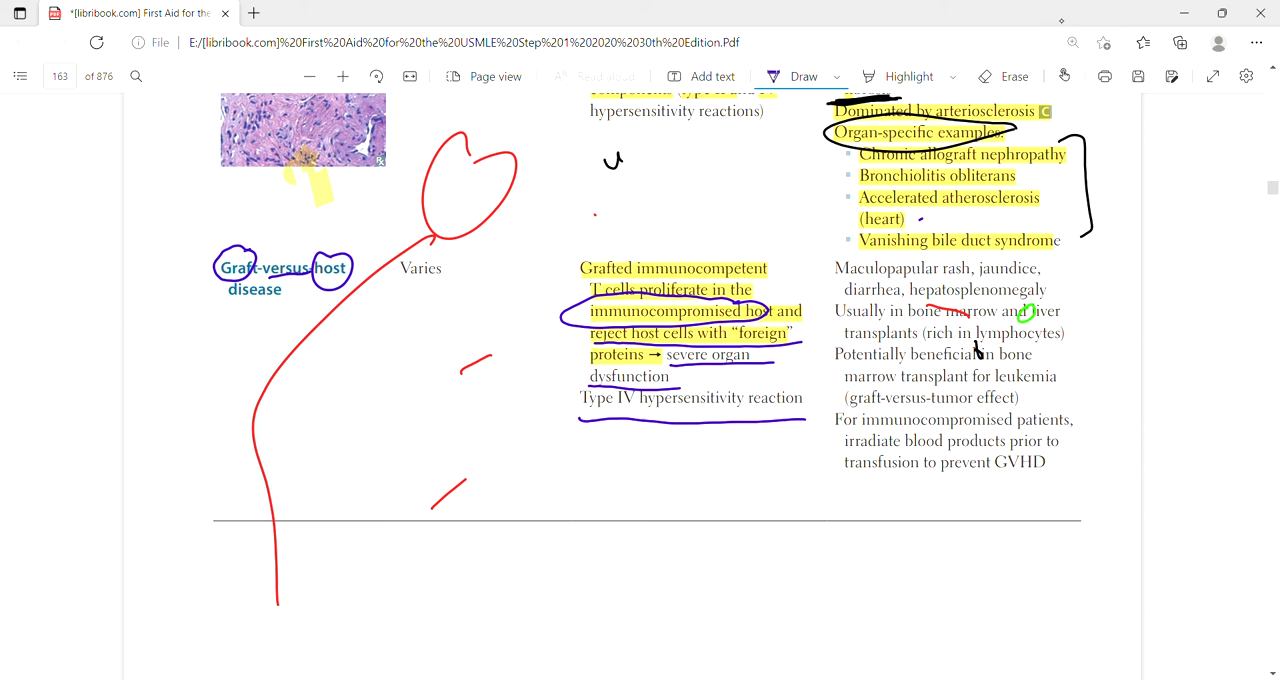 *[libribook.com] First Aid for the
File
E:/[libribook.com]%20First%20Aid%20for%20the%20USMLE%20Step%201%202020%2030th%20Edition.Pdf
163 of 876
Page view
Read aloud
Add text
Draw
Highlight
Erase
hypersensitivity reactions)
Dominated by arteriosclerosis C
Organ-specific examples:
Chronic allograft nephropathy
Bronchiolitis obliterans
Accelerated atherosclerosis
(heart)
Vanishing bile duct syndrome
Graft-versus-host
disease
Varies
Grafted immunocompetent
T cells proliferate in the
immunocompromised host and
reject host cells with “foreign”
proteins → severe organ
dysfunction
Type IV hypersensitivity reaction
Maculopapular rash, jaundice,
diarrhea, hepatosplenomegaly
Usually in bone marrow and liver
transplants (rich in lymphocytes)
Potentially beneficial in bone
marrow transplant for leukemia
(graft-versus-tumor effect)
For immunocompromised patients,
irradiate blood products prior to
transfusion to prevent GVHD